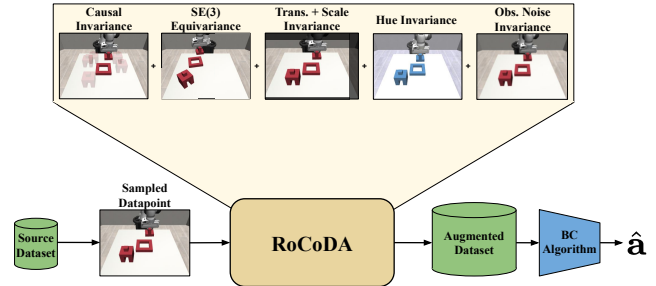 Causal
Invariance
SE(3)
Equivariance
Trans. + Scale
Invariance
Hue Invariance
Obs. Noise
Invariance
+ + + +
Sampled
Datapoint
Source
Dataset
RoCoDA
Augmented
Dataset
BC
Algorithm
â